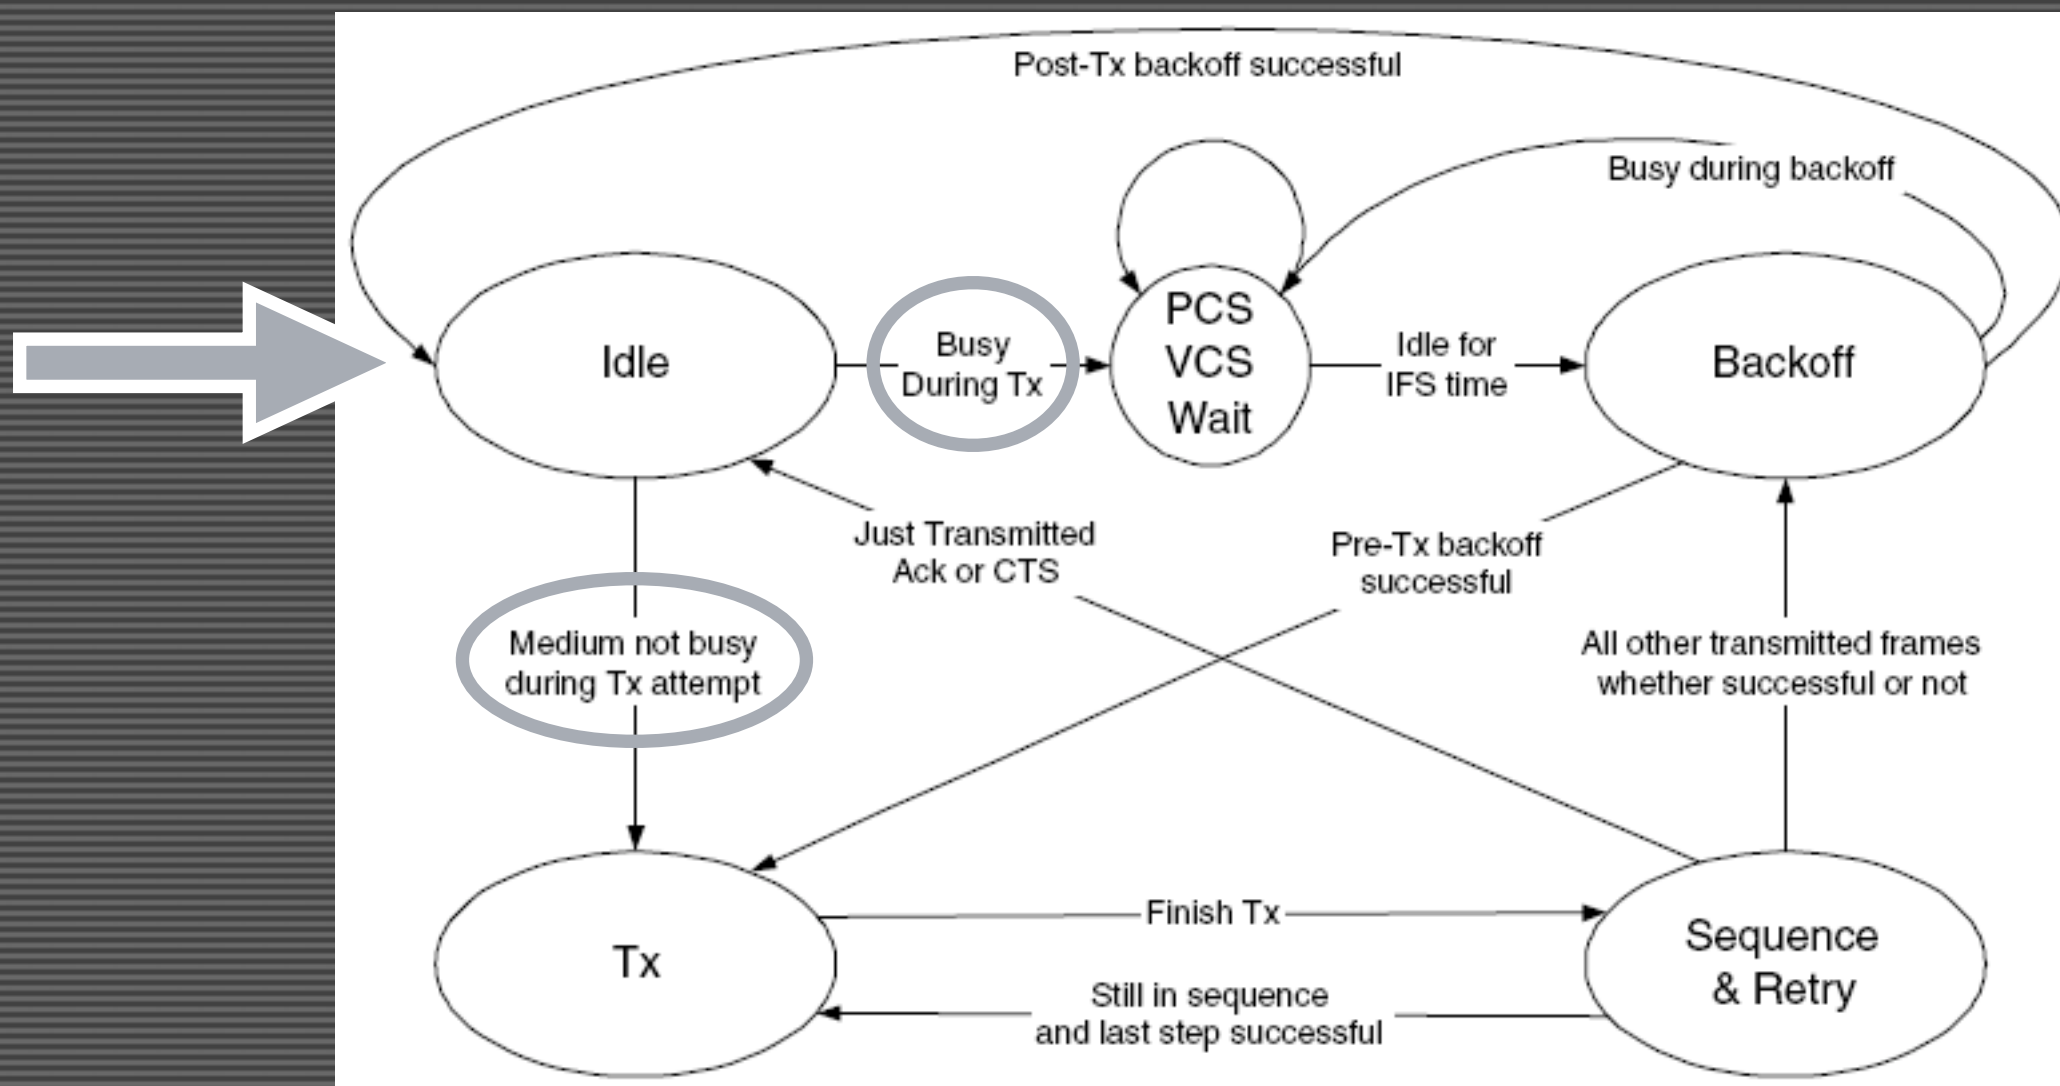 Post-Tx backoff successful
Busy during backoff
Idle
Busy
During Tx
PCS
VCS
Wait
Idle for
IFS time
Backoff
Just Transmitted
Ack or CTS
Pre-Tx backoff
successful
Medium not busy
during Tx attempt
All other transmitted frames
whether successful or not
Tx
Finish Tx
Still in sequence
and last step successful
Sequence
& Retry